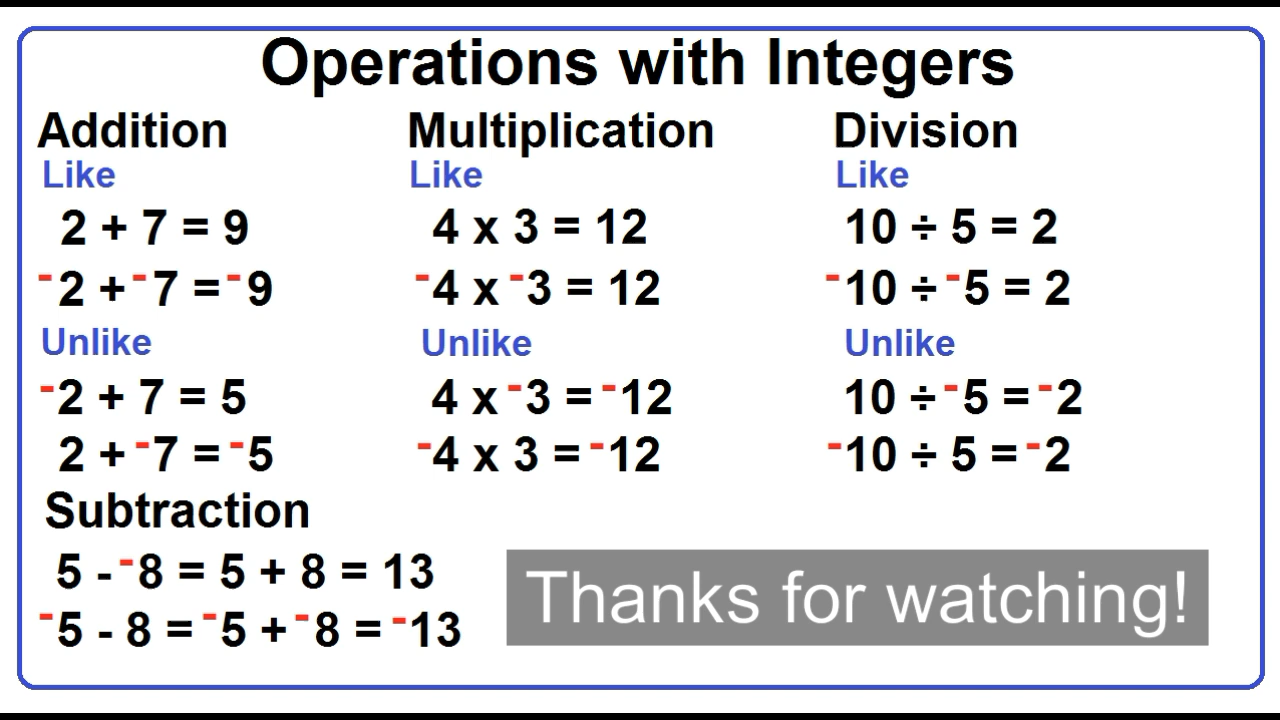 Operations with Integers
Addition
Like
2 + 7 = 9
-2 + -7 = -9
Unlike
-2 + 7 = 5
2 + -7 = -5
Subtraction
5 - -8 = 5 + 8 = 13
-5 - 8 = -5 + -8 = -13
Multiplication
Like
4 x 3 = 12
-4 x -3 = 12
Unlike
4 x -3 = -12
-4 x 3 = -12
Division
Like
10 ÷ 5 = 2
-10 ÷ -5 = 2
Unlike
10 ÷ -5 = -2
-10 ÷ 5 = -2
Thanks for watching!